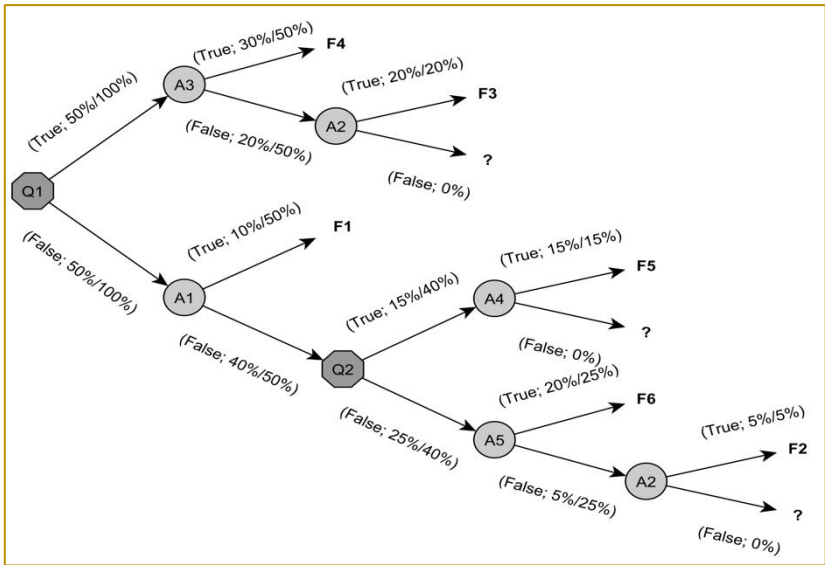 (True; 30%/50%)
F4
(True; 50%/100%)
A3
(True; 20%/20%)
F3
(False; 20%/50%)
A2
?
(False; 0%)
Q1
(True; 10%/50%)
F1
(False; 50%/100%)
A1
(True; 15%/15%)
F5
(True; 15%/40%)
A4
?
(False; 40%/50%)
(False; 0%)
Q2
(True; 20%/25%)
F6
(False; 25%/40%)
A5
(True; 5%/5%)
F2
(False; 5%/25%)
A2
?
(False; 0%)